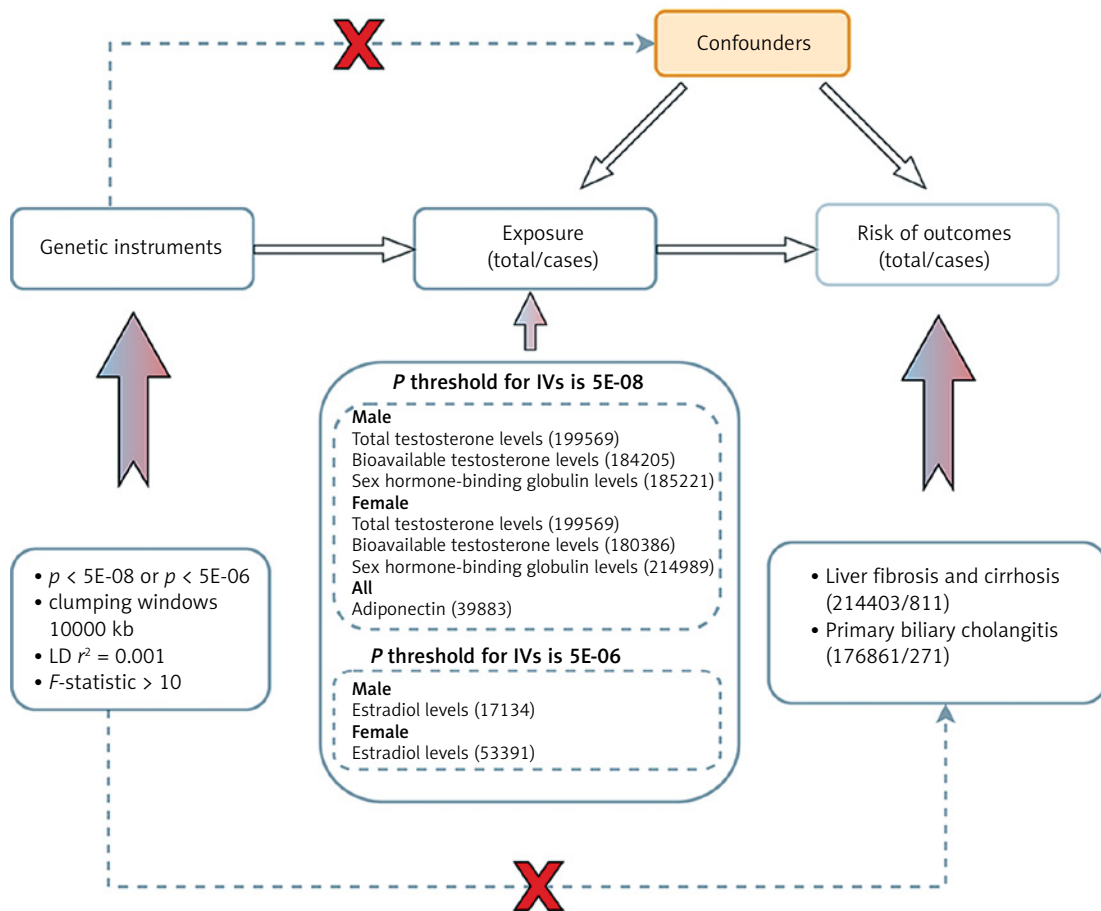 Confounders
Genetic instruments
Exposure
(total/cases)
Risk of outcomes
(total/cases)
P threshold for IVs is 5E-08
Male
Total testosterone levels (199569)
Bioavailable testosterone levels (184205)
Sex hormone-binding globulin levels (185221)
Female
Total testosterone levels (199569)
Bioavailable testosterone levels (180386)
Sex hormone-binding globulin levels (214989)
All
Adiponectin (39883)
P threshold for IVs is 5E-06
Male
Estradiol levels (17134)
Female
Estradiol levels (53391)
• p < 5E-08 or p < 5E-06
• clumping windows
10000 kb
• LD r² = 0.001
• F-statistic > 10
• Liver fibrosis and cirrhosis
(214403/811)
• Primary biliary cholangitis
(176861/271)